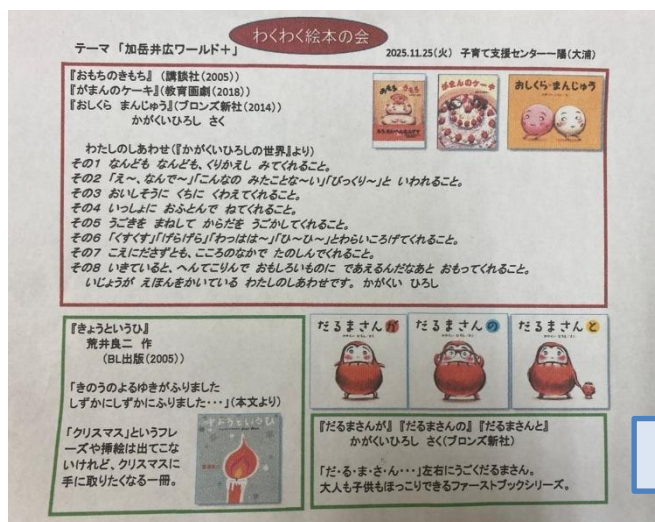 わくわく絵本の会
テーマ 「加岳井広ワールド+」
2025.11.25(火) 子育て支援センター一陽(大浦)
『おもちのきもち』 (講談社(2005))
『がまんのケーキ』(教育画劇(2018))
『おしくら まんじゅう』(ブロンズ新社(2014))
かがくいひろし さく
おもちのきもち
がまんのケーキ
おしくら・まんじゅう
わたしのしあわせ(『かがくいひろしの世界』より)
その1 なんども なんども、くりかえし みてくれること。
その2 「え~、なんで~」「こんなの みたことな~い」「びっくり~」と いわれること。
その3 おいしそうに くちに くわえてくれること。
その4 いっしょに おふとんで ねてくれること。
その5 うごきを まねして からだを うごかしてくれること。
その6 「くすくす」「げらげら」「わっはは~」「ひ~ひ~」とわらいころげてくれること。
その7 こえにださずとも、こころのなかで たのしんでくれること。
その8 いきていると、へんてこりんで おもしろいものに であえるんだなあと おもってくれること。
いじょうが えほんをかいている わたしのしあわせです。 かがくい ひろし
『きょうというひ』
荒井良二 作
(BL出版(2005))
「きのうのよるゆきがふりました
しずかにしずかにふりました・・・」(本文より)
「クリスマス」というフレ
ーズや挿絵は出てこな
いけれど、クリスマスに
手に取りたくなる一冊。
きょうというひ
だるまさんが
だるまさんの
だるまさんと
『だるまさんが』 『だるまさんの』 『だるまさんと』
かがくいひろし さく(ブロンズ新社)
「だ・る・ま・さ・ん・・・」左右にうごくだるまさん。
大人も子供もほっこりできるファーストブックシリーズ。